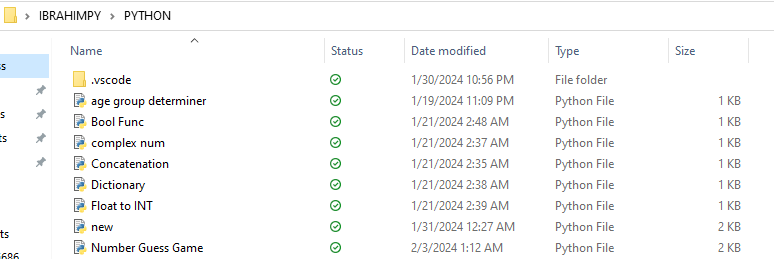 IBRAHIMPY PYTHON
Name Status Date modified Type Size
ss
.vscode 1/30/2024 10:56 PM File folder
age group determiner 1/19/2024 11:09 PM Python File 1 KB
Bool Func 1/21/2024 2:48 AM Python File 1 KB
s
complex num 1/21/2024 2:37 AM Python File 1 KB
ts
Concatenation 1/21/2024 2:35 AM Python File 1 KB
Dictionary 1/21/2024 2:38 AM Python File 1 KB
Float to INT 1/21/2024 2:39 AM Python File 1 KB
new 1/31/2024 12:27 AM Python File 2 KB
ts
Number Guess Game 2/3/2024 1:12 AM Python File 2 KB
i686